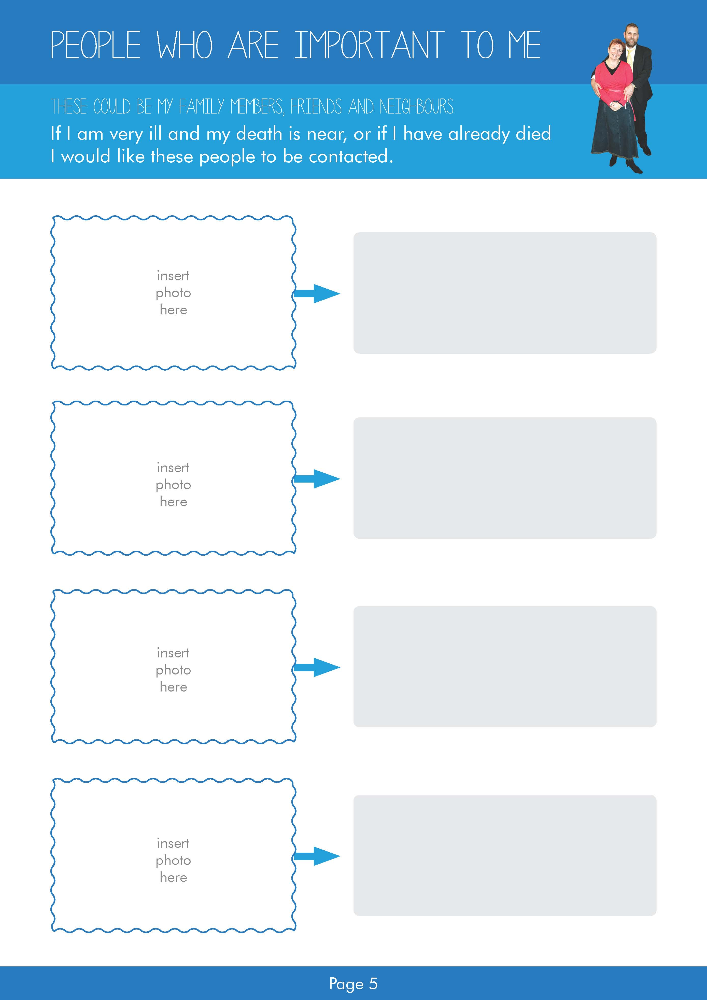 PEOPLE WHO ARE IMPORTANT TO ME
THESE COULD BE MY FAMILY MEMBERS, FRIENDS AND NEIGHBOURS.
If I am very ill and my death is near, or if I have already died
I would like these people to be contacted.
insert
photo
here
insert
photo
here
insert
photo
here
insert
photo
here
Page 5